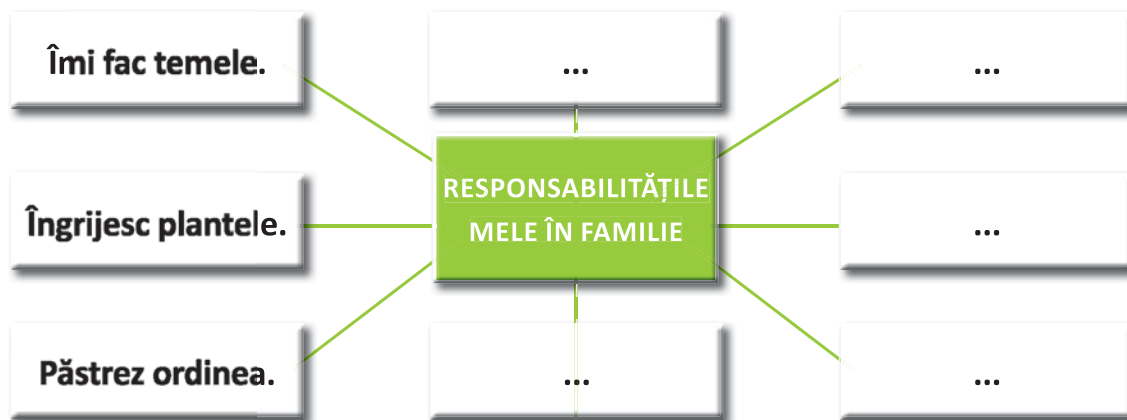 Îmi fac temele.
...
...
RESPONSABILITĂȚILE
MELE ÎN FAMILIE
Îngrijesc plantele.
...
Păstrez ordinea.
...
...